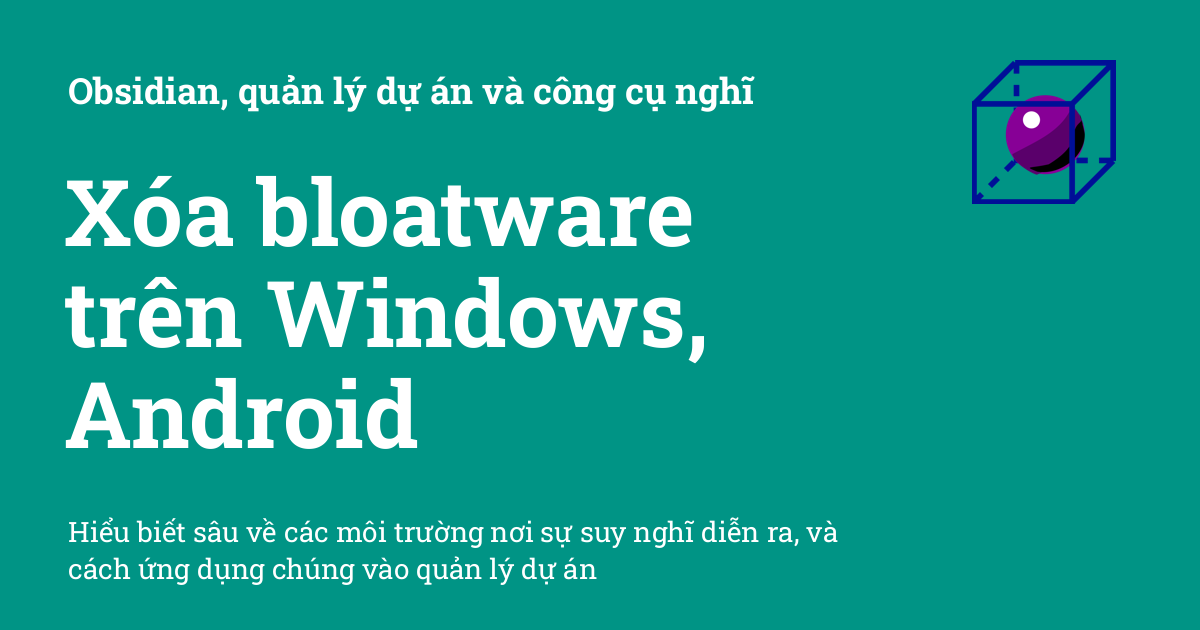 Obsidian, quản lý dự án và công cụ nghĩ
Xóa bloatware
trên Windows,
Android
Hiểu biết sâu về các môi trường nơi sự suy nghĩ diễn ra, và
cách ứng dụng chúng vào quản lý dự án